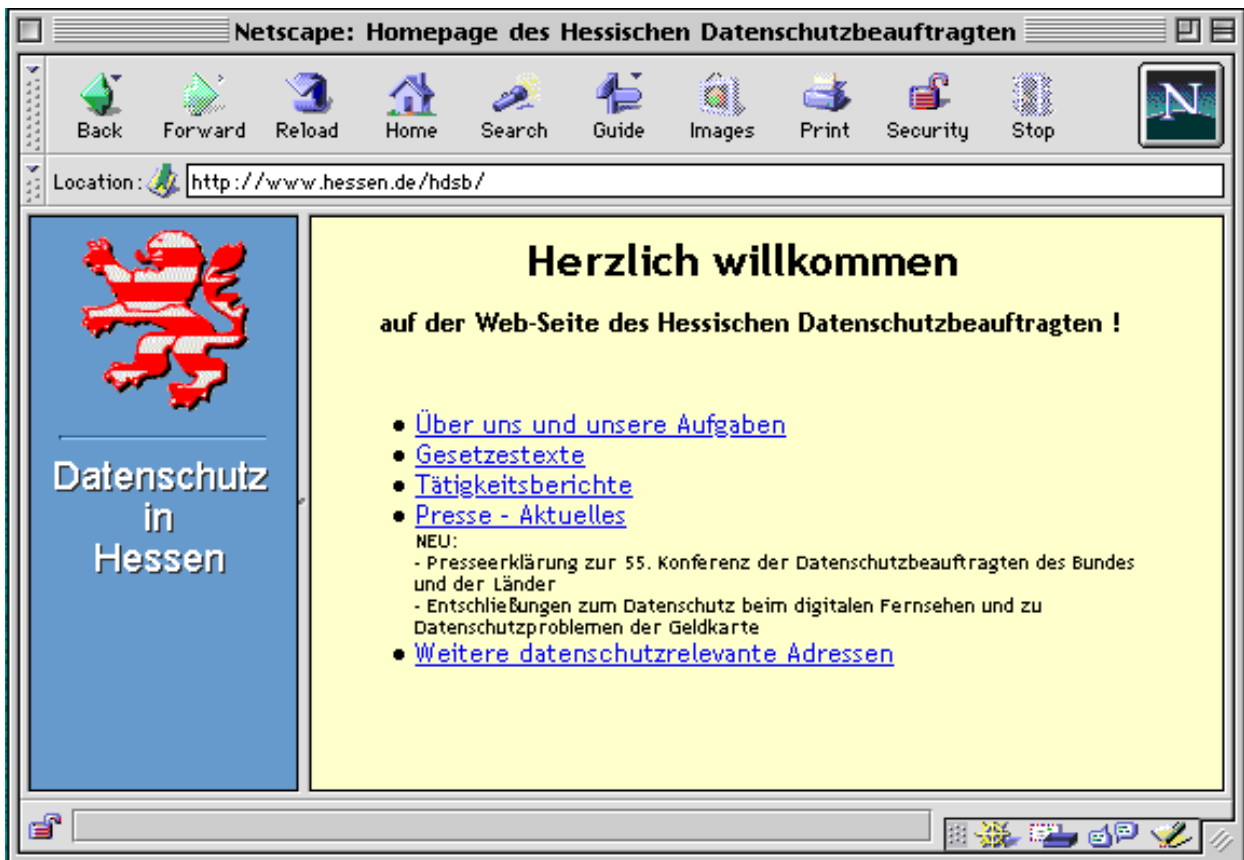 Netscape: Homepage des Hessischen Datenschutzbeauftragten
Back Forward Reload Home Search Guide Images Print Security Stop
N
Location: http://www.hessen.de/hdsb/
Datenschutz
in
Hessen
Herzlich willkommen
auf der Web-Seite des Hessischen Datenschutzbeauftragten !
• Über uns und unsere Aufgaben
• Gesetzestexte
• Tätigkeitsberichte
• Presse - Aktuelles
NEU:
- Presseerklärung zur 55. Konferenz der Datenschutzbeauftragten des Bundes
und der Länder
- Entschließungen zum Datenschutz beim digitalen Fernsehen und zu
Datenschutzproblemen der Geldkarte
• Weitere datenschutzrelevante Adressen